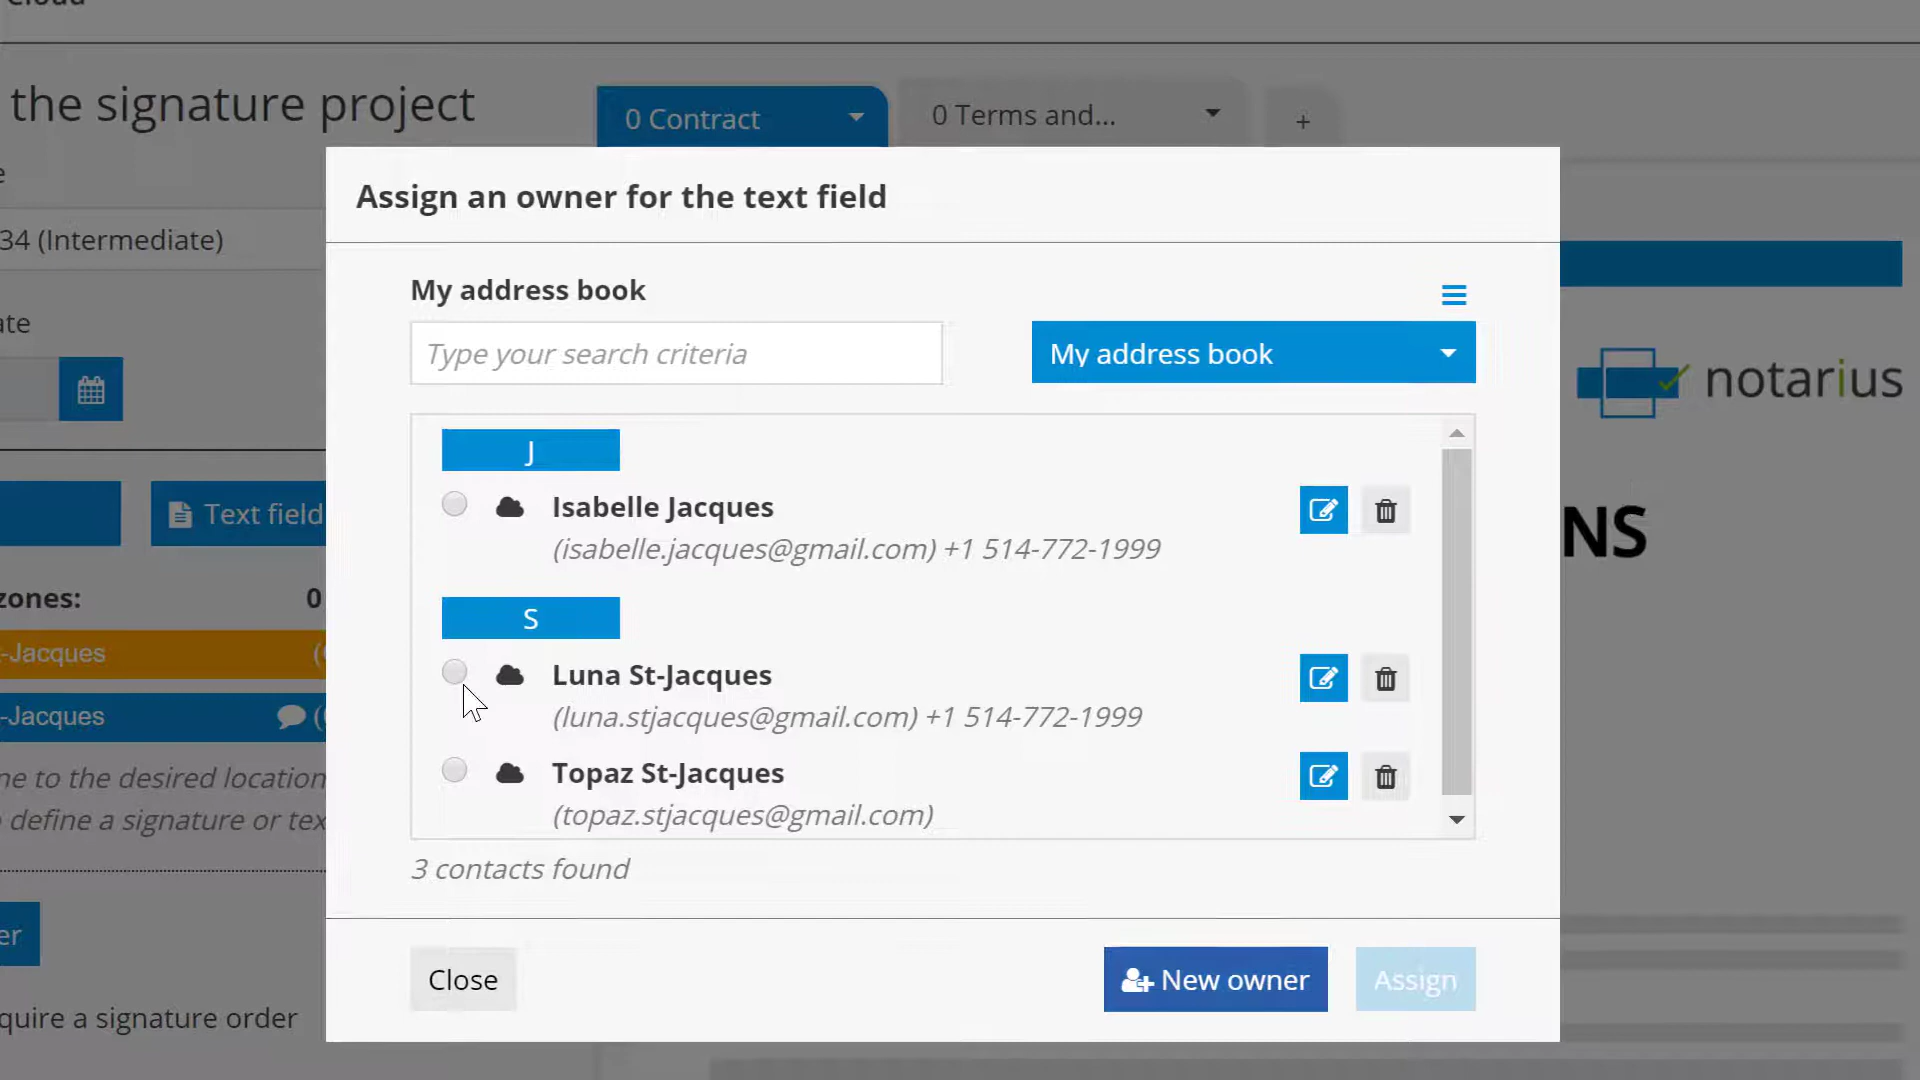 the signature project
0 Contract
0 Terms and...
+
34 (Intermediate)
Text field
zones:
0
-Jacques
-Jacques
ne to the desired location
define a signature or tex
quire a signature order
Assign an owner for the text field
My address book
Type your search criteria
My address book
J
Isabelle Jacques
(isabelle.jacques@gmail.com) +1 514-772-1999
S
Luna St-Jacques
(luna.stjacques@gmail.com) +1 514-772-1999
Topaz St-Jacques
(topaz.stjacques@gmail.com)
3 contacts found
Close
New owner
Assign
notarius
NS